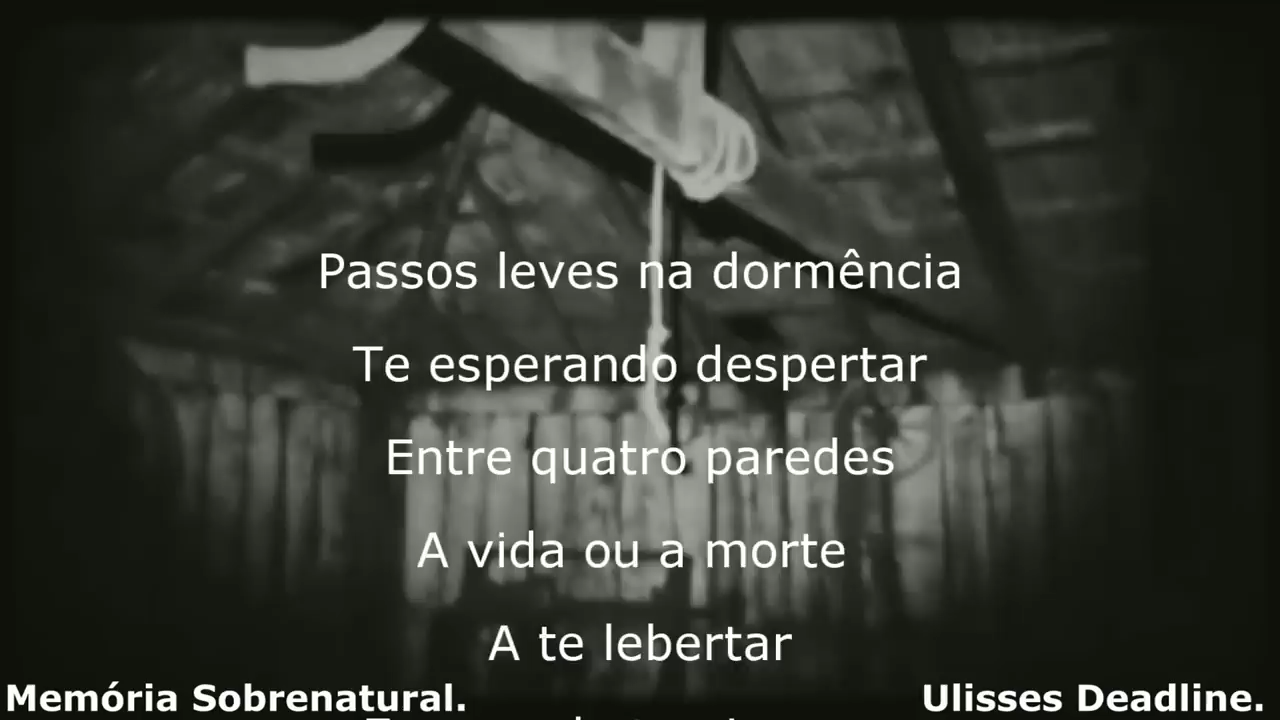 Passos leves na dormência
Te esperando despertar
Entre quatro paredes
A vida ou a morte
A te lebertar
Memória Sobrenatural.
Ulisses Deadline.